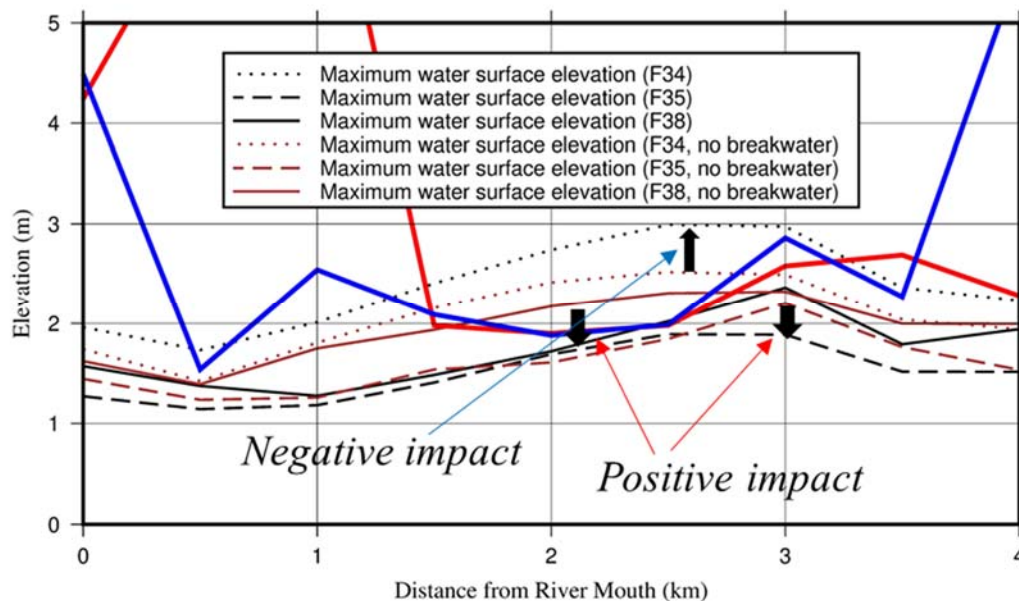 5
4
3
2
1
0
Elevation (m)
Maximum water surface elevation (F34)
Maximum water surface elevation (F35)
Maximum water surface elevation (F38)
Maximum water surface elevation (F34, no breakwater)
Maximum water surface elevation (F35, no breakwater)
Maximum water surface elevation (F38, no breakwater)
Negative impact
Positive impact
0 1 2 3 4
Distance from River Mouth (km)